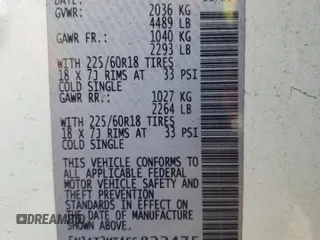 GVWR: 2036 KG
4489 LB
GAWR FR.: 1040 KG
2293 LB
WITH 225/60R18 TIRES
18 X 7J RIMS AT 33 PSI
COLD SINGLE
GAWR RR.: 1027 KG
2264 LB
WITH 225/60R18 TIRES
18 X 7J RIMS AT 33 PSI
COLD SINGLE
THIS VEHICLE CONFORMS TO
ALL APPLICABLE FEDERAL
MOTOR VEHICLE SAFETY AND
THEFT PREVENTION
STANDARDS IN EFFECT ON
THE DATE OF MANUFACTURE
SHOWN ABOVE.
DREAMBID